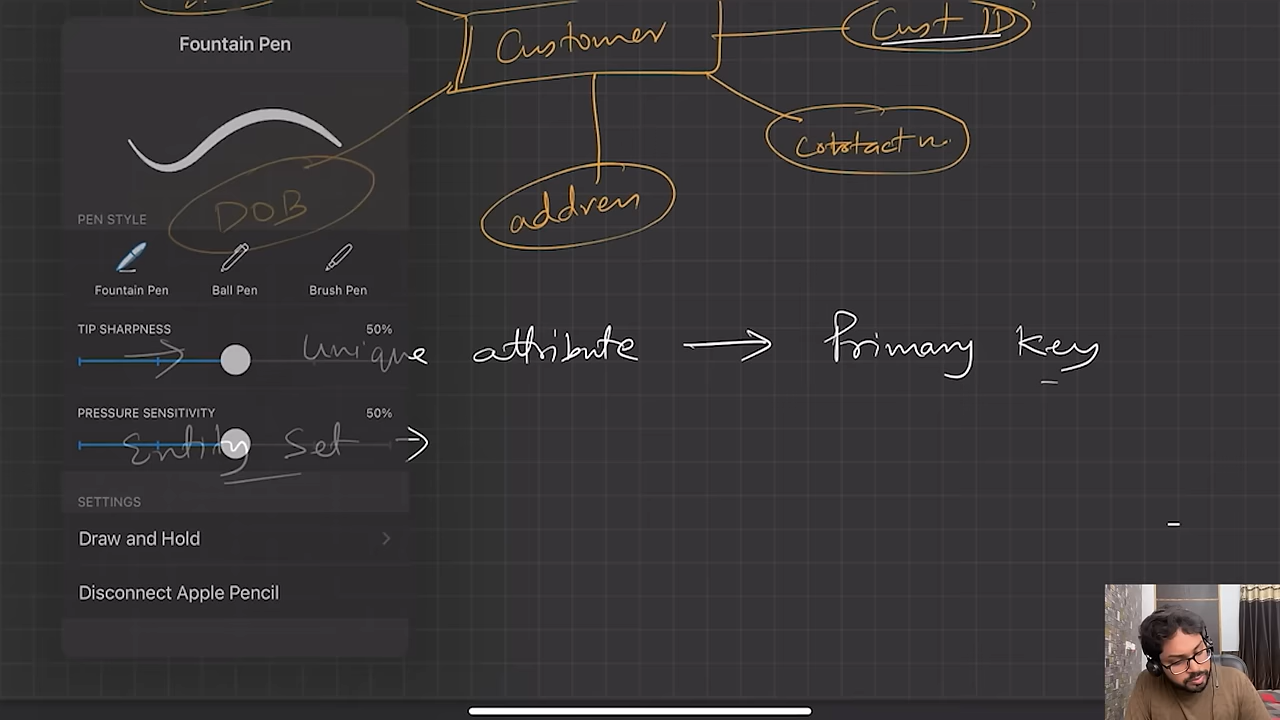 Fountain Pen
Customer
Cust ID
contact n
DOB
address
PEN STYLE
Fountain Pen
Ball Pen
Brush Pen
TIP SHARPNESS
50%
→ Unique attribute → Primary key
PRESSURE SENSITIVITY
50%
Entity Set →
SETTINGS
Draw and Hold
Disconnect Apple Pencil